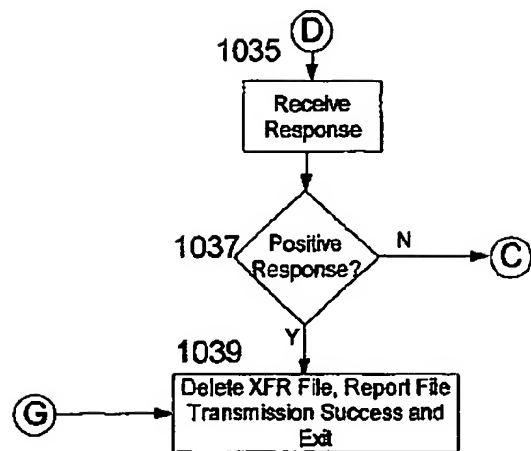 D
1035
Receive
Response
1037
Positive
Response?
N
C
Y
1039
Delete XFR File, Report File
Transmission Success and
Exit
G